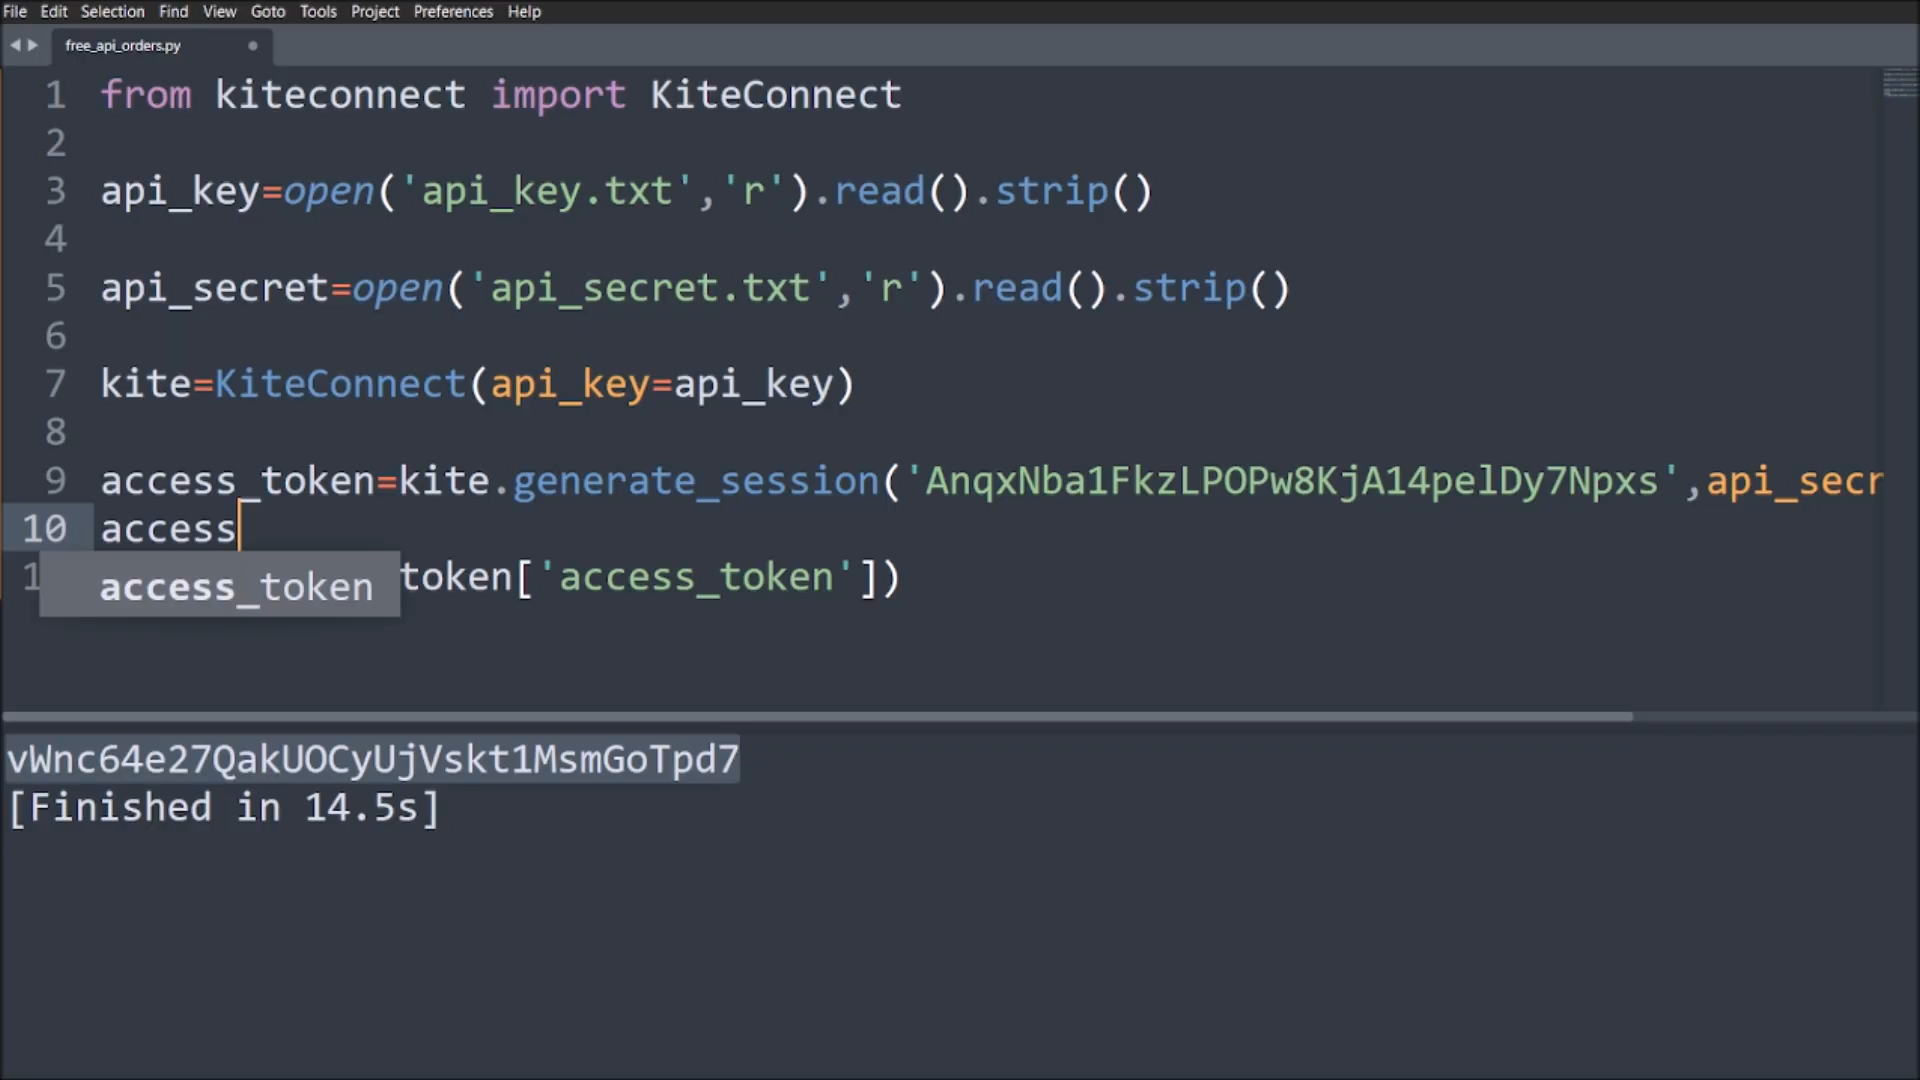 File Edit Selection Find View Goto Tools Project Preferences Help
free_api_orders.py
1 from kiteconnect import KiteConnect
2
3 api_key=open('api_key.txt','r').read().strip()
4
5 api_secret=open('api_secret.txt','r').read().strip()
6
7 kite=KiteConnect(api_key=api_key)
8
9 access_token=kite.generate_session('AnqxNba1FkzLPOPw8KjA14pelDy7Npxs',api_secr
10 access
1 token['access_token'])
access_token
vWnc64e27QakUOCyUjVskt1MsmGoTpd7
[Finished in 14.5s]